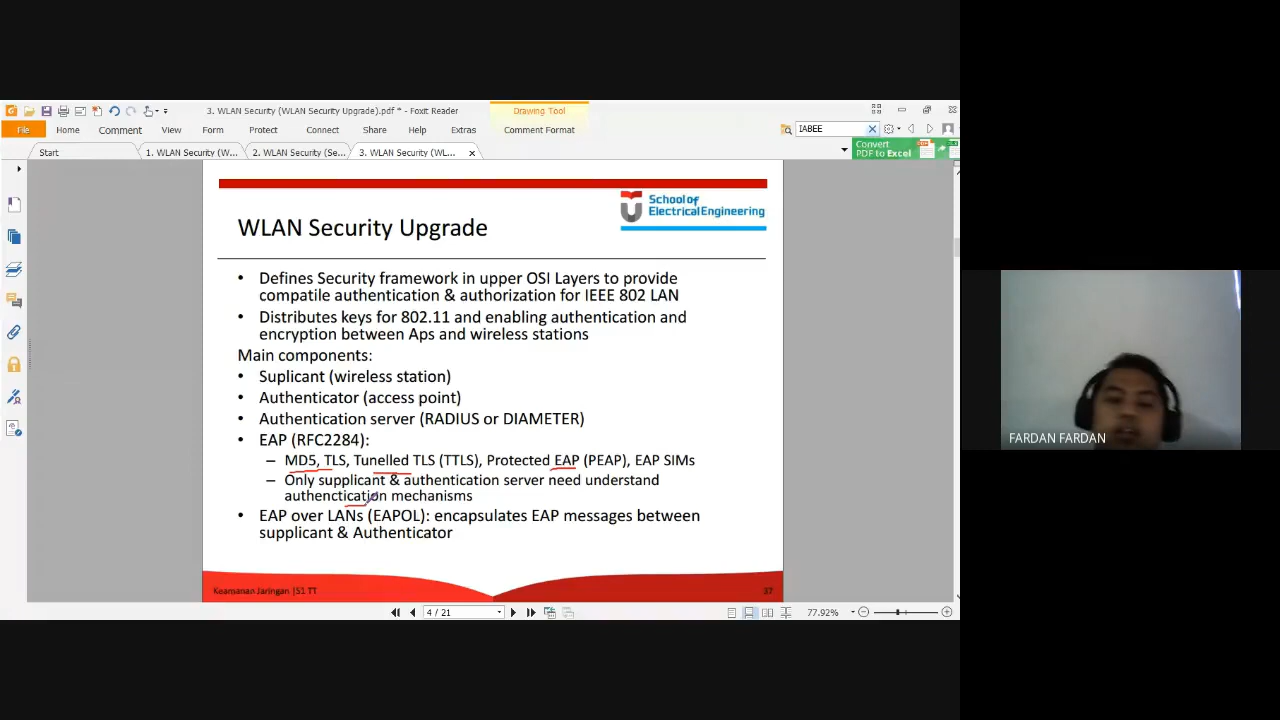 3. WLAN Security (WLAN Security Upgrade).pdf * - Foxit Reader
Drawing Tool
File
Home
Comment
View
Form
Protect
Connect
Share
Help
Extras
Comment Format
IABEE
Start
1. WLAN Security (W...
2. WLAN Security (Se...
3. WLAN Security (WL...
Convert
PDF to Excel
School of
Electrical Engineering
WLAN Security Upgrade
• Defines Security framework in upper OSI Layers to provide
compatile authentication & authorization for IEEE 802 LAN
• Distributes keys for 802.11 and enabling authentication and
encryption between Aps and wireless stations
Main components:
• Suplicant (wireless station)
• Authenticator (access point)
• Authentication server (RADIUS or DIAMETER)
• EAP (RFC2284):
– MD5, TLS, Tunelled TLS (TTLS), Protected EAP (PEAP), EAP SIMs
– Only supplicant & authentication server need understand
authenctication mechanisms
• EAP over LANs (EAPOL): encapsulates EAP messages between
supplicant & Authenticator
Keamanan Jaringan |S1 TT
37
4 / 21
77.92%
FARDAN FARDAN